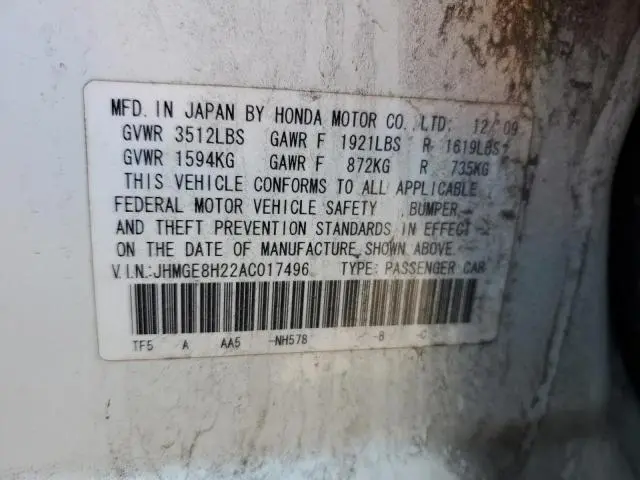 MFD. IN JAPAN BY HONDA MOTOR CO., LTD. 12/09
GVWR 3512LBS GAWR F 1921LBS R 1619LBS
GVWR 1594KG GAWR F 872KG R 735KG
THIS VEHICLE CONFORMS TO ALL APPLICABLE
FEDERAL MOTOR VEHICLE SAFETY, BUMPER,
AND THEFT PREVENTION STANDARDS IN EFFECT
ON THE DATE OF MANUFACTURE SHOWN ABOVE.
V.I.N.:JHMGE8H22AC017496 TYPE: PASSENGER CAR
TF5 A AA5 -NH578 -B -C